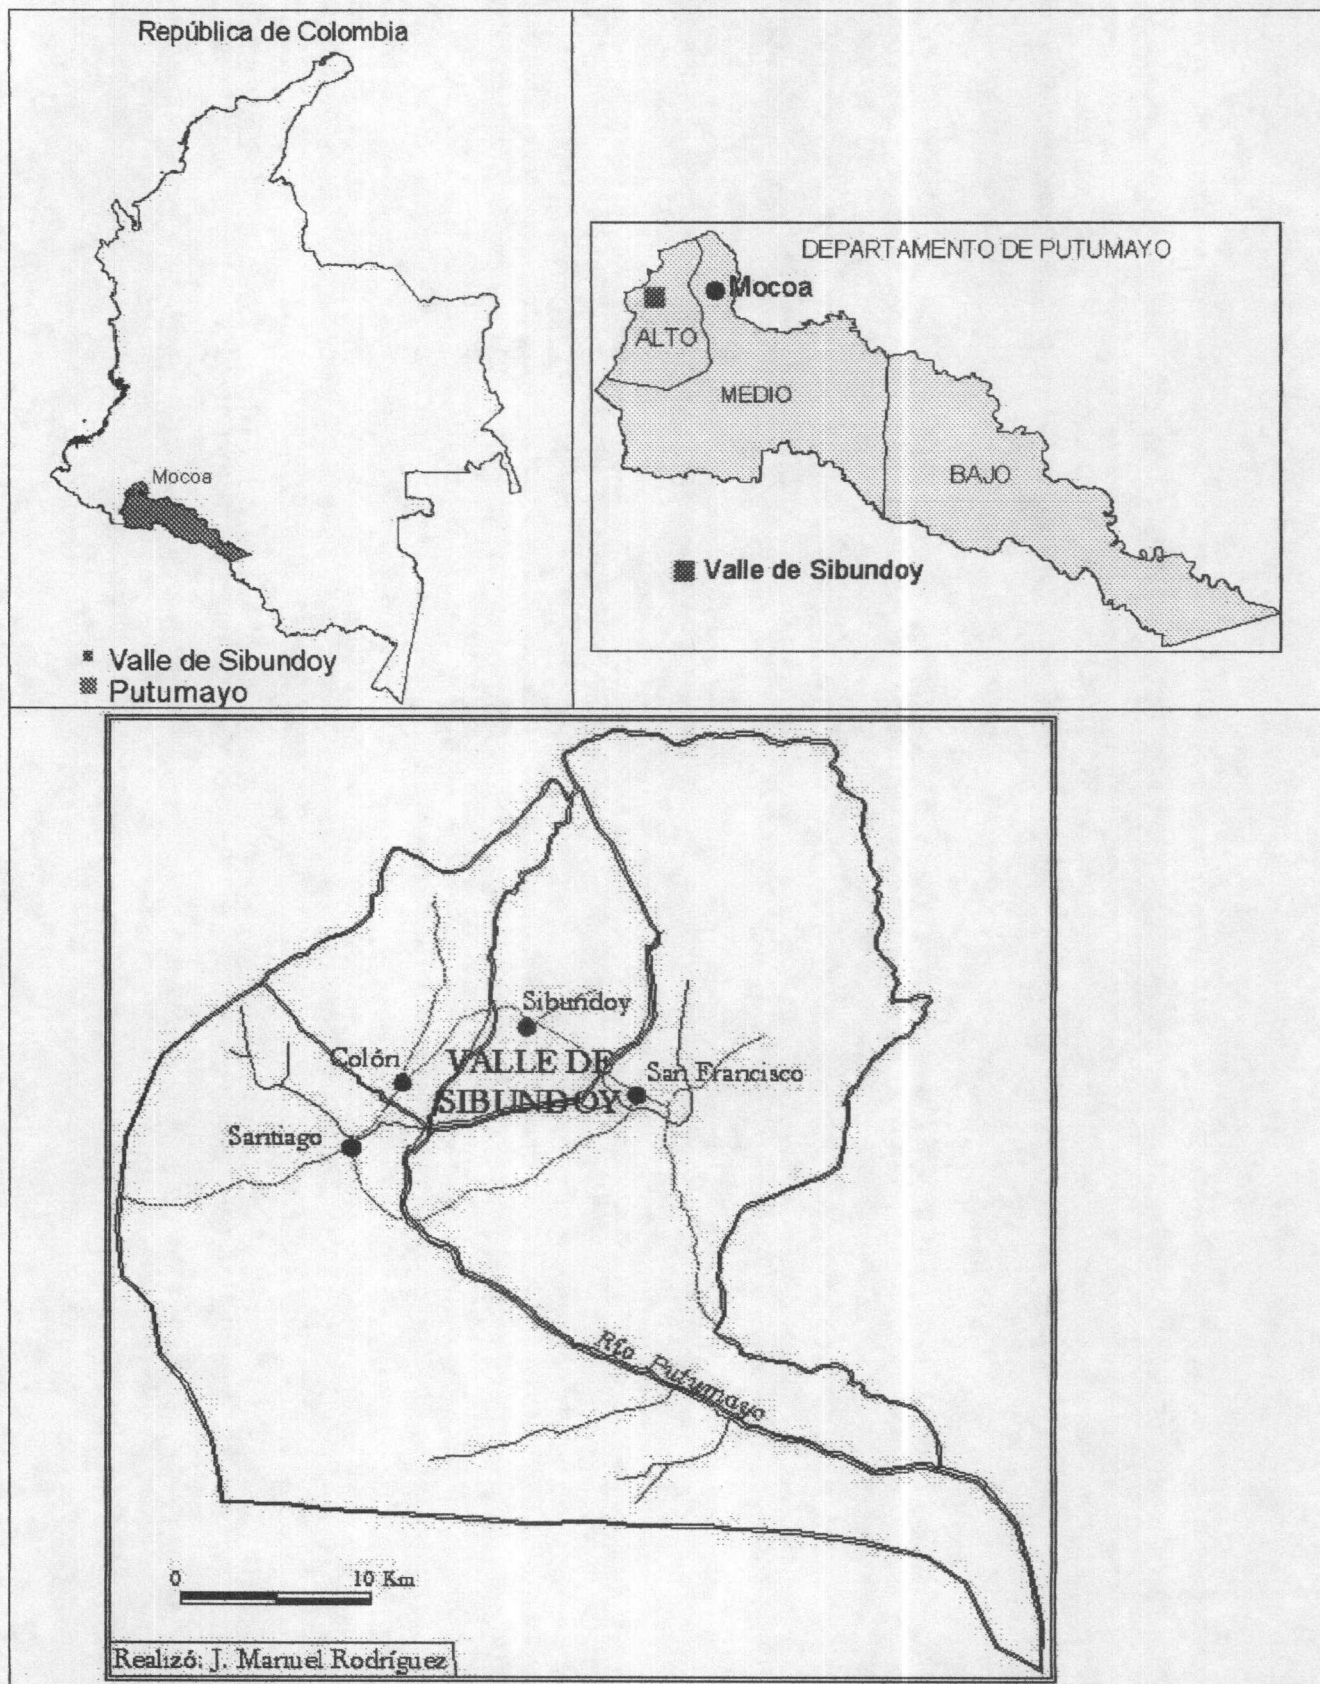 República de Colombia
Mocoa
Valle de Sibundoy
Putumayo
DEPARTAMENTO DE PUTUMAYO
Mocoa
ALTO
MEDIO
BAJO
Valle de Sibundoy
Sibundoy
Colón
VALLE DE
SIBUNDOY
San Francisco
Santiago
Río Putumayo
0 10 Km
Realizó: J. Manuel Rodríguez